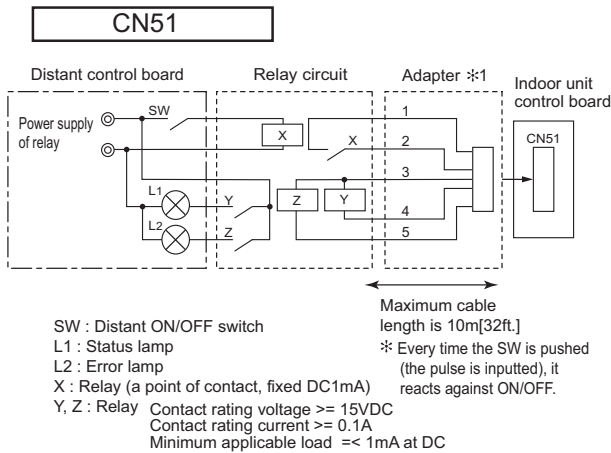 CN51
Distant control board
Relay circuit
Adapter ✻1
Indoor unit
control board
Power supply
of relay
SW
X
X
1
2
3
4
5
CN51
L1
Y
Z
Y
L2
Z
Maximum cable
length is 10m[32ft.]
✻ Every time the SW is pushed
(the pulse is inputted), it
reacts against ON/OFF.
SW : Distant ON/OFF switch
L1 : Status lamp
L2 : Error lamp
X : Relay (a point of contact, fixed DC1mA)
Y, Z : Relay Contact rating voltage >= 15VDC
Contact rating current >= 0.1A
Minimum applicable load =< 1mA at DC